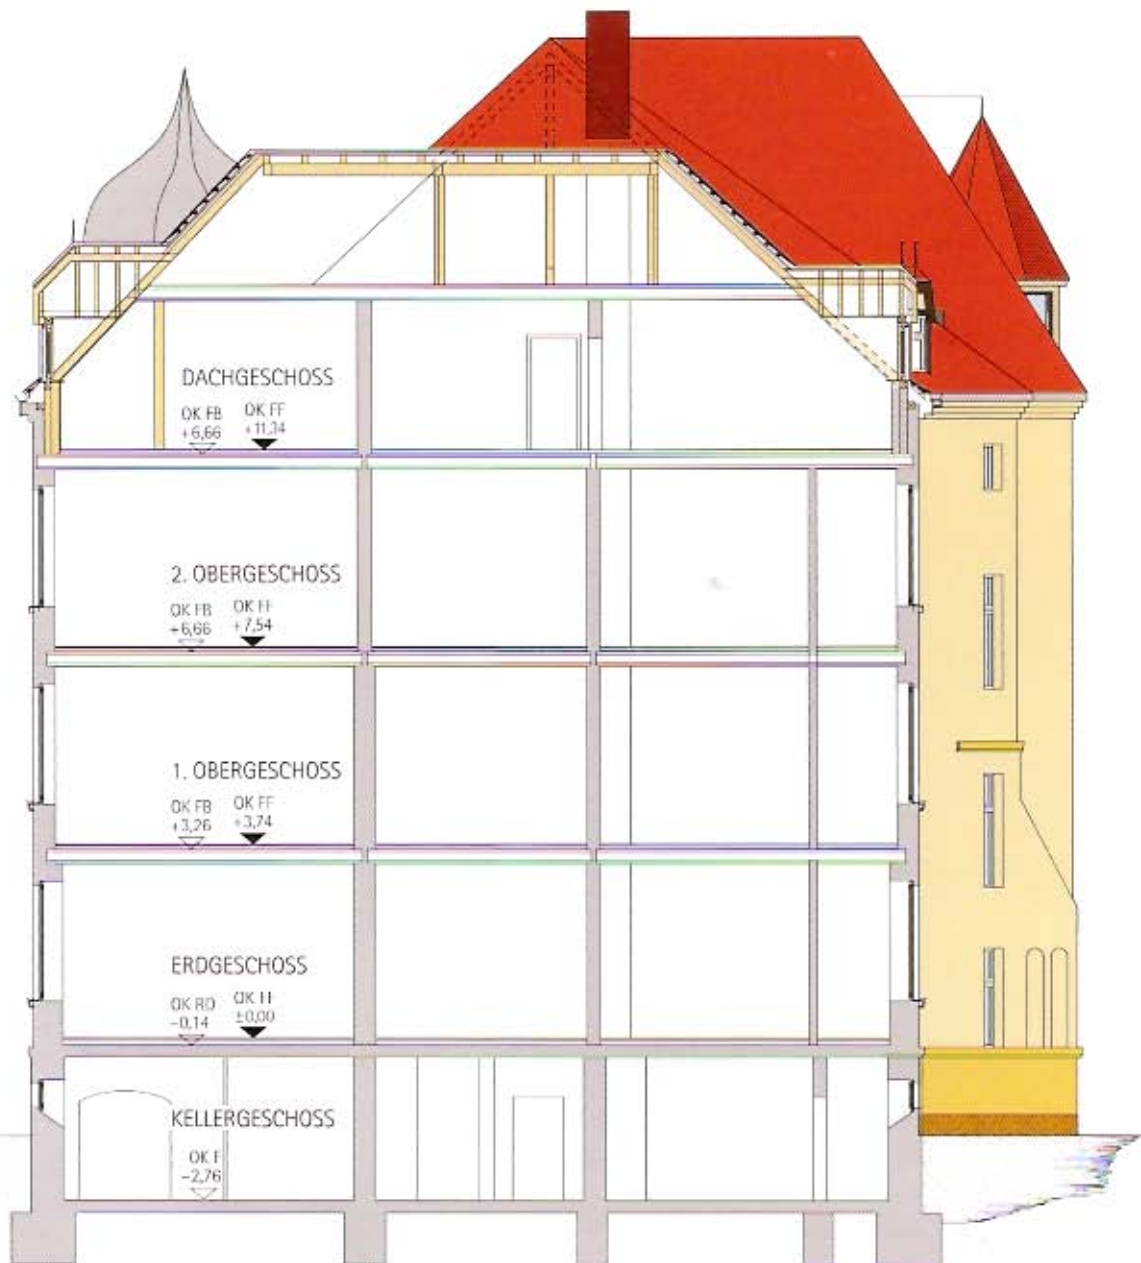 DACHGESCHOSS
OK FB OK FF
+6,66 +11,34
2. OBERGESCHOSS
OK FB OK FF
+6,66 +7,54
1. OBERGESCHOSS
OK FB OK FF
+3,26 +3,74
ERDGESCHOSS
OK RD OK FF
−0,14 ±0,00
KELLERGESCHOSS
OK F
−2,76